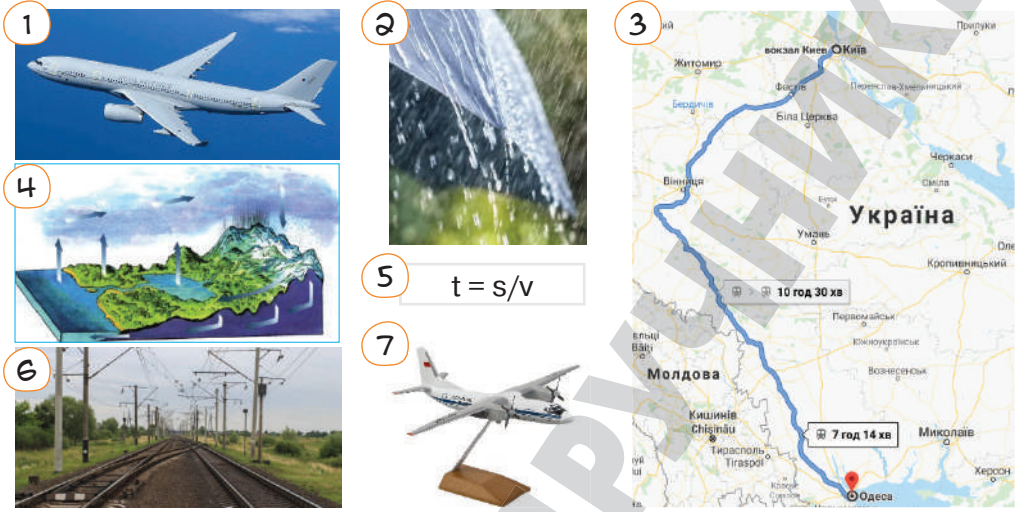 1
2
3
4
5
t = s/v
6
7
Прилуки
вокзал Киев
Київ
Житомир
Фастів
Переяслав-Хмельницький
Бердичів
Біла Церква
Черкаси
Сміла
Вінниця
Україна
Умань
Кропивницький
10 год 30 хв
Первомайськ
Южноукраїнськ
Bălți
Вознесенськ
Молдова
Кишинів
Chișinău
7 год 14 хв
Миколаїв
Тирасполь
Tiraspol
Херсон
Одеса